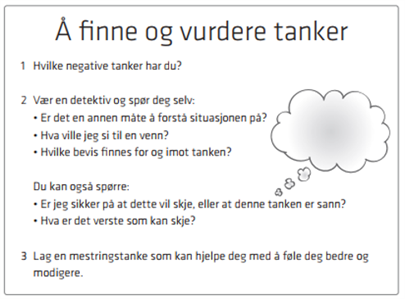 Å finne og vurdere tanker
1 Hvilke negative tanker har du?
2 Vær en detektiv og spør deg selv:
• Er det en annen måte å forstå situasjonen på?
• Hva ville jeg si til en venn?
• Hvilke bevis finnes for og imot tanken?
Du kan også spørre:
• Er jeg sikker på at dette vil skje, eller at denne tanken er sann?
• Hva er det verste som kan skje?
3 Lag en mestringstanke som kan hjelpe deg med å føle deg bedre og
modigere.